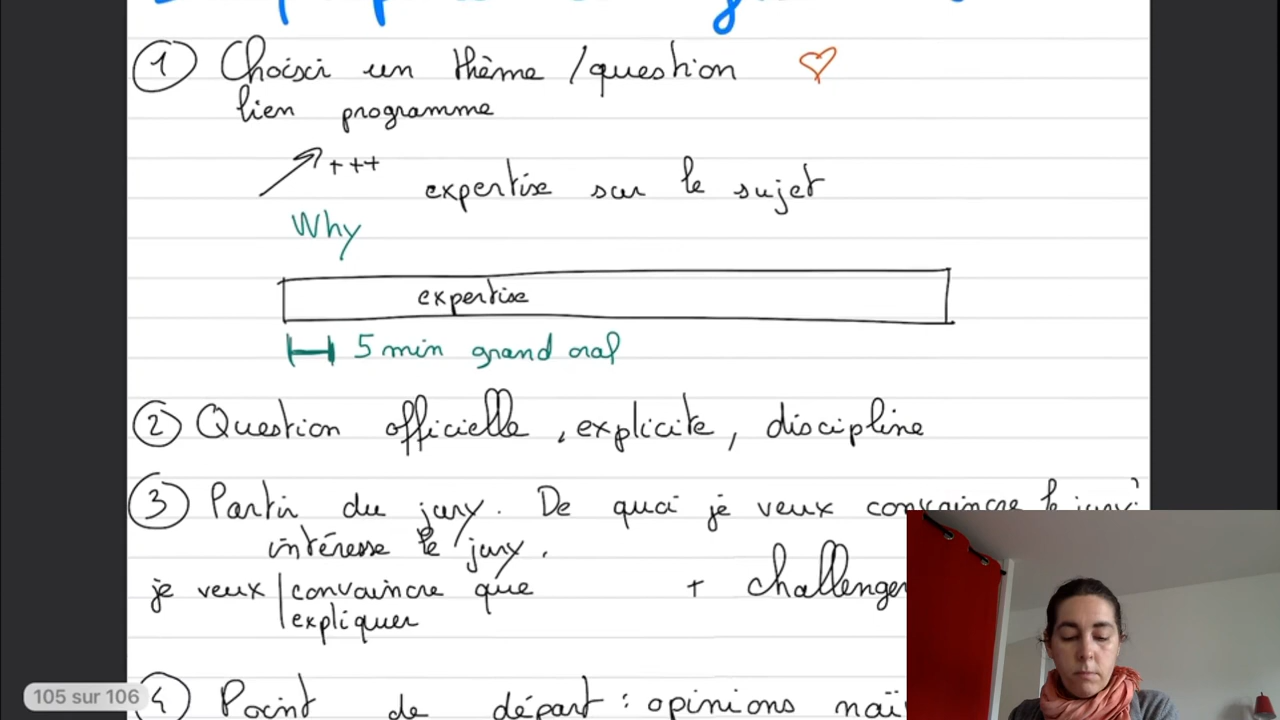 ① Choisir un thème / question ♡
lien programme
+++ expertise sur le sujet
Why
expertise
5 min grand oral
② Question officielle, explicite, discipline
③ Partir du jury. De quoi je veux convaincre le jury?
intéresse le jury.
je veux convaincre que + challenger
expliquer
④ Point de départ : opinions naï
105 sur 106